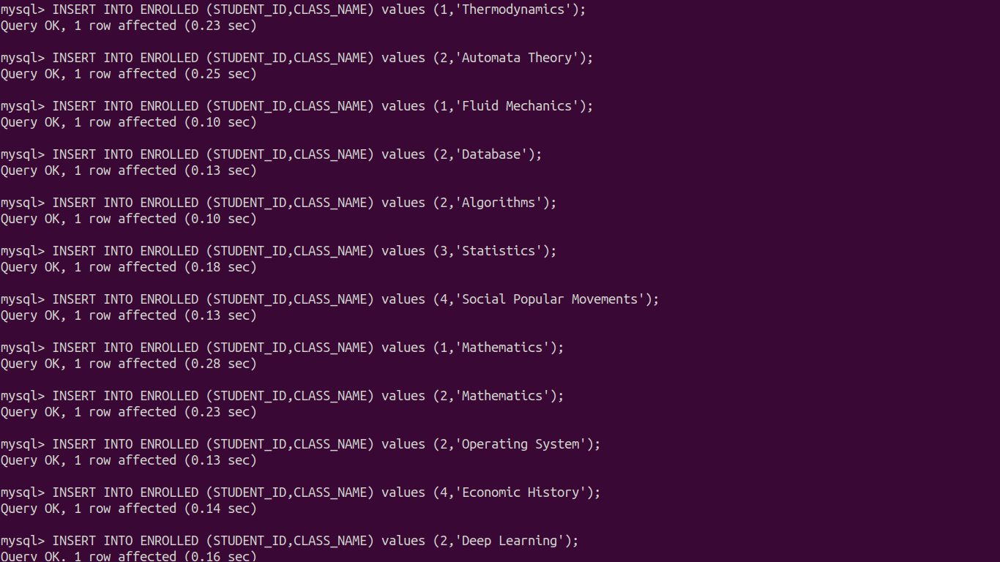 mysql> INSERT INTO ENROLLED (STUDENT_ID,CLASS_NAME) values (1,'Thermodynamics');
Query OK, 1 row affected (0.23 sec)
mysql> INSERT INTO ENROLLED (STUDENT_ID,CLASS_NAME) values (2,'Automata Theory');
Query OK, 1 row affected (0.25 sec)
mysql> INSERT INTO ENROLLED (STUDENT_ID,CLASS_NAME) values (1,'Fluid Mechanics');
Query OK, 1 row affected (0.10 sec)
mysql> INSERT INTO ENROLLED (STUDENT_ID,CLASS_NAME) values (2,'Database');
Query OK, 1 row affected (0.13 sec)
mysql> INSERT INTO ENROLLED (STUDENT_ID,CLASS_NAME) values (2,'Algorithms');
Query OK, 1 row affected (0.10 sec)
mysql> INSERT INTO ENROLLED (STUDENT_ID,CLASS_NAME) values (3,'Statistics');
Query OK, 1 row affected (0.18 sec)
mysql> INSERT INTO ENROLLED (STUDENT_ID,CLASS_NAME) values (4,'Social Popular Movements');
Query OK, 1 row affected (0.13 sec)
mysql> INSERT INTO ENROLLED (STUDENT_ID,CLASS_NAME) values (1,'Mathematics');
Query OK, 1 row affected (0.28 sec)
mysql> INSERT INTO ENROLLED (STUDENT_ID,CLASS_NAME) values (2,'Mathematics');
Query OK, 1 row affected (0.23 sec)
mysql> INSERT INTO ENROLLED (STUDENT_ID,CLASS_NAME) values (2,'Operating System');
Query OK, 1 row affected (0.13 sec)
mysql> INSERT INTO ENROLLED (STUDENT_ID,CLASS_NAME) values (4,'Economic History');
Query OK, 1 row affected (0.14 sec)
mysql> INSERT INTO ENROLLED (STUDENT_ID,CLASS_NAME) values (2,'Deep Learning');
Query OK, 1 row affected (0.16 sec)